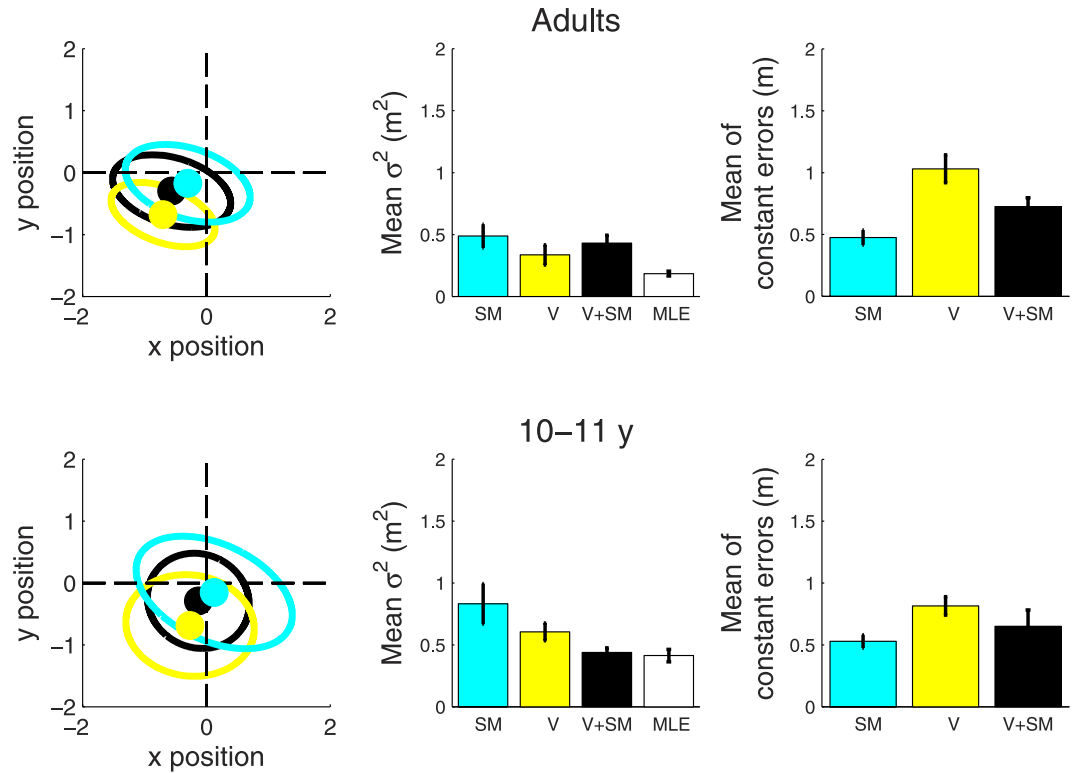 Adults
2
1
0
−1
−2
y position
−2
0
2
x position
2
1.5
1
0.5
0
Mean σ² (m²)
SM V V+SM MLE
2
1.5
1
0.5
0
Mean of
constant errors (m)
SM V V+SM
10−11 y
2
1
0
−1
−2
y position
−2
0
2
x position
2
1.5
1
0.5
0
Mean σ² (m²)
SM V V+SM MLE
2
1.5
1
0.5
0
Mean of
constant errors (m)
SM V V+SM